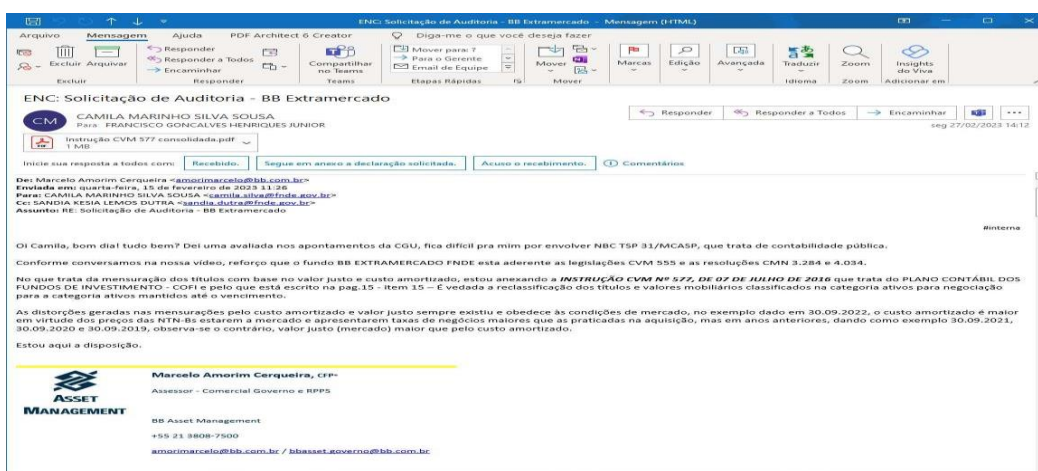 ENC: Solicitação de Auditoria - BB Extramercado - Mensagem (HTML)
Arquivo Mensagem Ajuda PDF Architect 6 Creator Diga-me o que você deseja fazer
Excluir Arquivar
Responder
Responder a Todos
Encaminhar
Compartilhar no Teams
Mover para: ?
Para o Gerente
Email de Equipe
Mover
Marcas
Edição
Avançada
Traduzir
Zoom
Insights do Viva
Excluir Responder Teams Etapas Rápidas Mover Idioma Zoom Adicionar em
ENC: Solicitação de Auditoria - BB Extramercado
CM
CAMILA MARINHO SILVA SOUSA
Para FRANCISCO GONCALVES HENRIQUES JUNIOR
Responder Responder a Todos Encaminhar
seg 27/02/2023 14:12
Instrução CVM 577 consolidada.pdf
1 MB
Inicie sua resposta a todos com: Recebido. Segue em anexo a declaração solicitada. Acuso o recebimento. Comentários
De: Marcelo Amorim Cerqueira <amorimarcelo@bb.com.br>
Enviada em: quarta-feira, 15 de fevereiro de 2023 11:26
Para: CAMILA MARINHO SILVA SOUSA <camila.silva@fnde.gov.br>
Cc: SANDIA KESIA LEMOS DUTRA <sandia.dutra@fnde.gov.br>
Assunto: RE: Solicitação de Auditoria - BB Extramercado
#interna
Oi Camila, bom dia! tudo bem? Dei uma avaliada nos apontamentos da CGU, fica difícil pra mim por envolver NBC TSP 31/MCASP, que trata de contabilidade pública.
Conforme conversamos na nossa vídeo, reforço que o fundo BB EXTRAMERCADO FNDE esta aderente as legislações CVM 555 e as resoluções CMN 3.284 e 4.034.
No que trata da mensuração dos títulos com base no valor justo e custo amortizado, estou anexando a INSTRUÇÃO CVM Nº 577, DE 07 DE JULHO DE 2016 que trata do PLANO CONTÁBIL DOS
FUNDOS DE INVESTIMENTO - COFI e pelo que está escrito na pag.15 - item 15 – É vedada a reclassificação dos títulos e valores mobiliários classificados na categoria ativos para negociação
para a categoria ativos mantidos até o vencimento.
As distorções geradas nas mensurações pelo custo amortizado e valor justo sempre existiu e obedece às condições de mercado, no exemplo dado em 30.09.2022, o custo amortizado é maior
em virtude dos preços das NTN-Bs estarem a mercado e apresentarem taxas de negócios maiores que as praticadas na aquisição, mas em anos anteriores, dando como exemplo 30.09.2021,
30.09.2020 e 30.09.2019, observa-se o contrário, valor justo (mercado) maior que pelo custo amortizado.
Estou aqui a disposição.
ASSET
MANAGEMENT
Marcelo Amorim Cerqueira, CFP®
Assessor - Comercial Governo e RPPS
BB Asset Management
+55 21 3808-7500
amorimarcelo@bb.com.br / bbasset.governo@bb.com.br